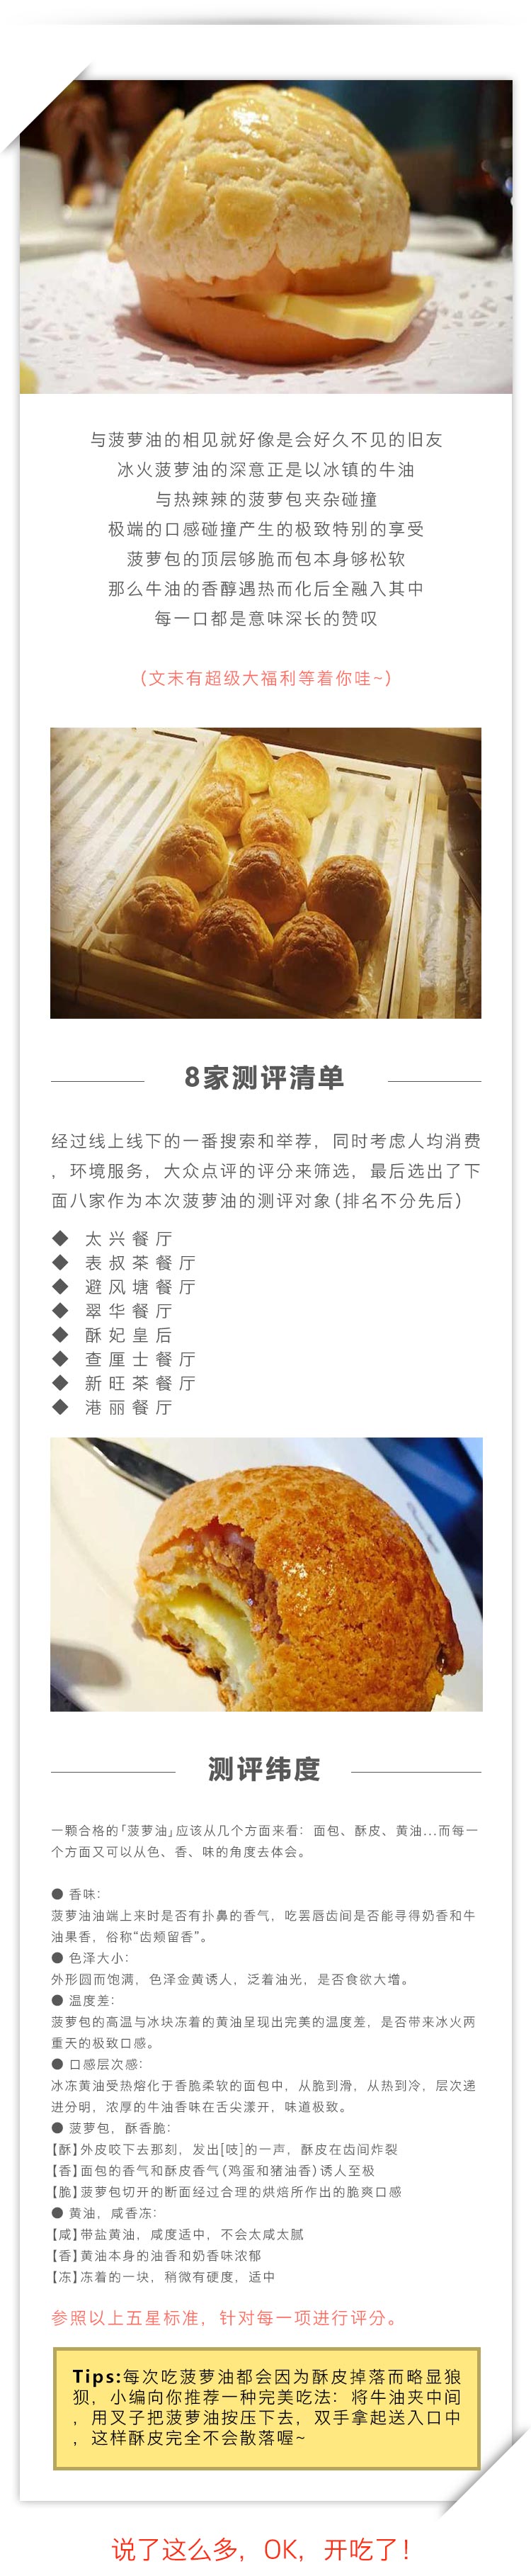 与菠萝油的相见就好像是会好久不见的旧友
冰火菠萝油的深意正是以冰镇的牛油
与热辣辣的菠萝包夹杂碰撞
极端的口感碰撞产生的极致特别的享受
菠萝包的顶层够脆而包本身够松软
那么牛油的香醇遇热而化后全融入其中
每一口都是意味深长的赞叹
(文末有超级大福利等着你哇~)
8家测评清单
经过线上线下的一番搜索和举荐，同时考虑人均消费
，环境服务，大众点评的评分来筛选，最后选出了下
面八家作为本次菠萝油的测评对象(排名不分先后)
◆ 太兴餐厅
◆ 表叔茶餐厅
◆ 避风塘餐厅
◆ 翠华餐厅
◆ 酥妃皇后
◆ 查厘士餐厅
◆ 新旺茶餐厅
◆ 港丽餐厅
测评纬度
一颗合格的「菠萝油」应该从几个方面来看：面包、酥皮、黄油...而每一
个方面又可以从色、香、味的角度去体会。
● 香味：
菠萝油油端上来时是否有扑鼻的香气，吃罢唇齿间是否能寻得奶香和牛
油果香，俗称“齿颊留香”。
● 色泽大小：
外形圆而饱满，色泽金黄诱人，泛着油光，是否食欲大增。
● 温度差：
菠萝包的高温与冰块冻着的黄油呈现出完美的温度差，是否带来冰火两
重天的极致口感。
● 口感层次感：
冰冻黄油受热熔化于香脆柔软的面包中，从脆到滑，从热到冷，层次递
进分明，浓厚的牛油香味在舌尖漾开，味道极致。
● 菠萝包，酥香脆：
【酥】外皮咬下去那刻，发出[吱]的一声，酥皮在齿间炸裂
【香】面包的香气和酥皮香气(鸡蛋和猪油香)诱人至极
【脆】菠萝包切开的断面经过合理的烘焙所作出的脆爽口感
● 黄油，咸香冻：
【咸】带盐黄油，咸度适中，不会太咸太腻
【香】黄油本身的油香和奶香味浓郁
【冻】冻着的一块，稍微有硬度，适中
参照以上五星标准，针对每一项进行评分。
Tips:每次吃菠萝油都会因为酥皮掉落而略显狼
狈，小编向你推荐一种完美吃法：将牛油夹中间
，用叉子把菠萝油按压下去，双手拿起送入口中
，这样酥皮完全不会散落喔~
说了这么多，OK，开吃了！